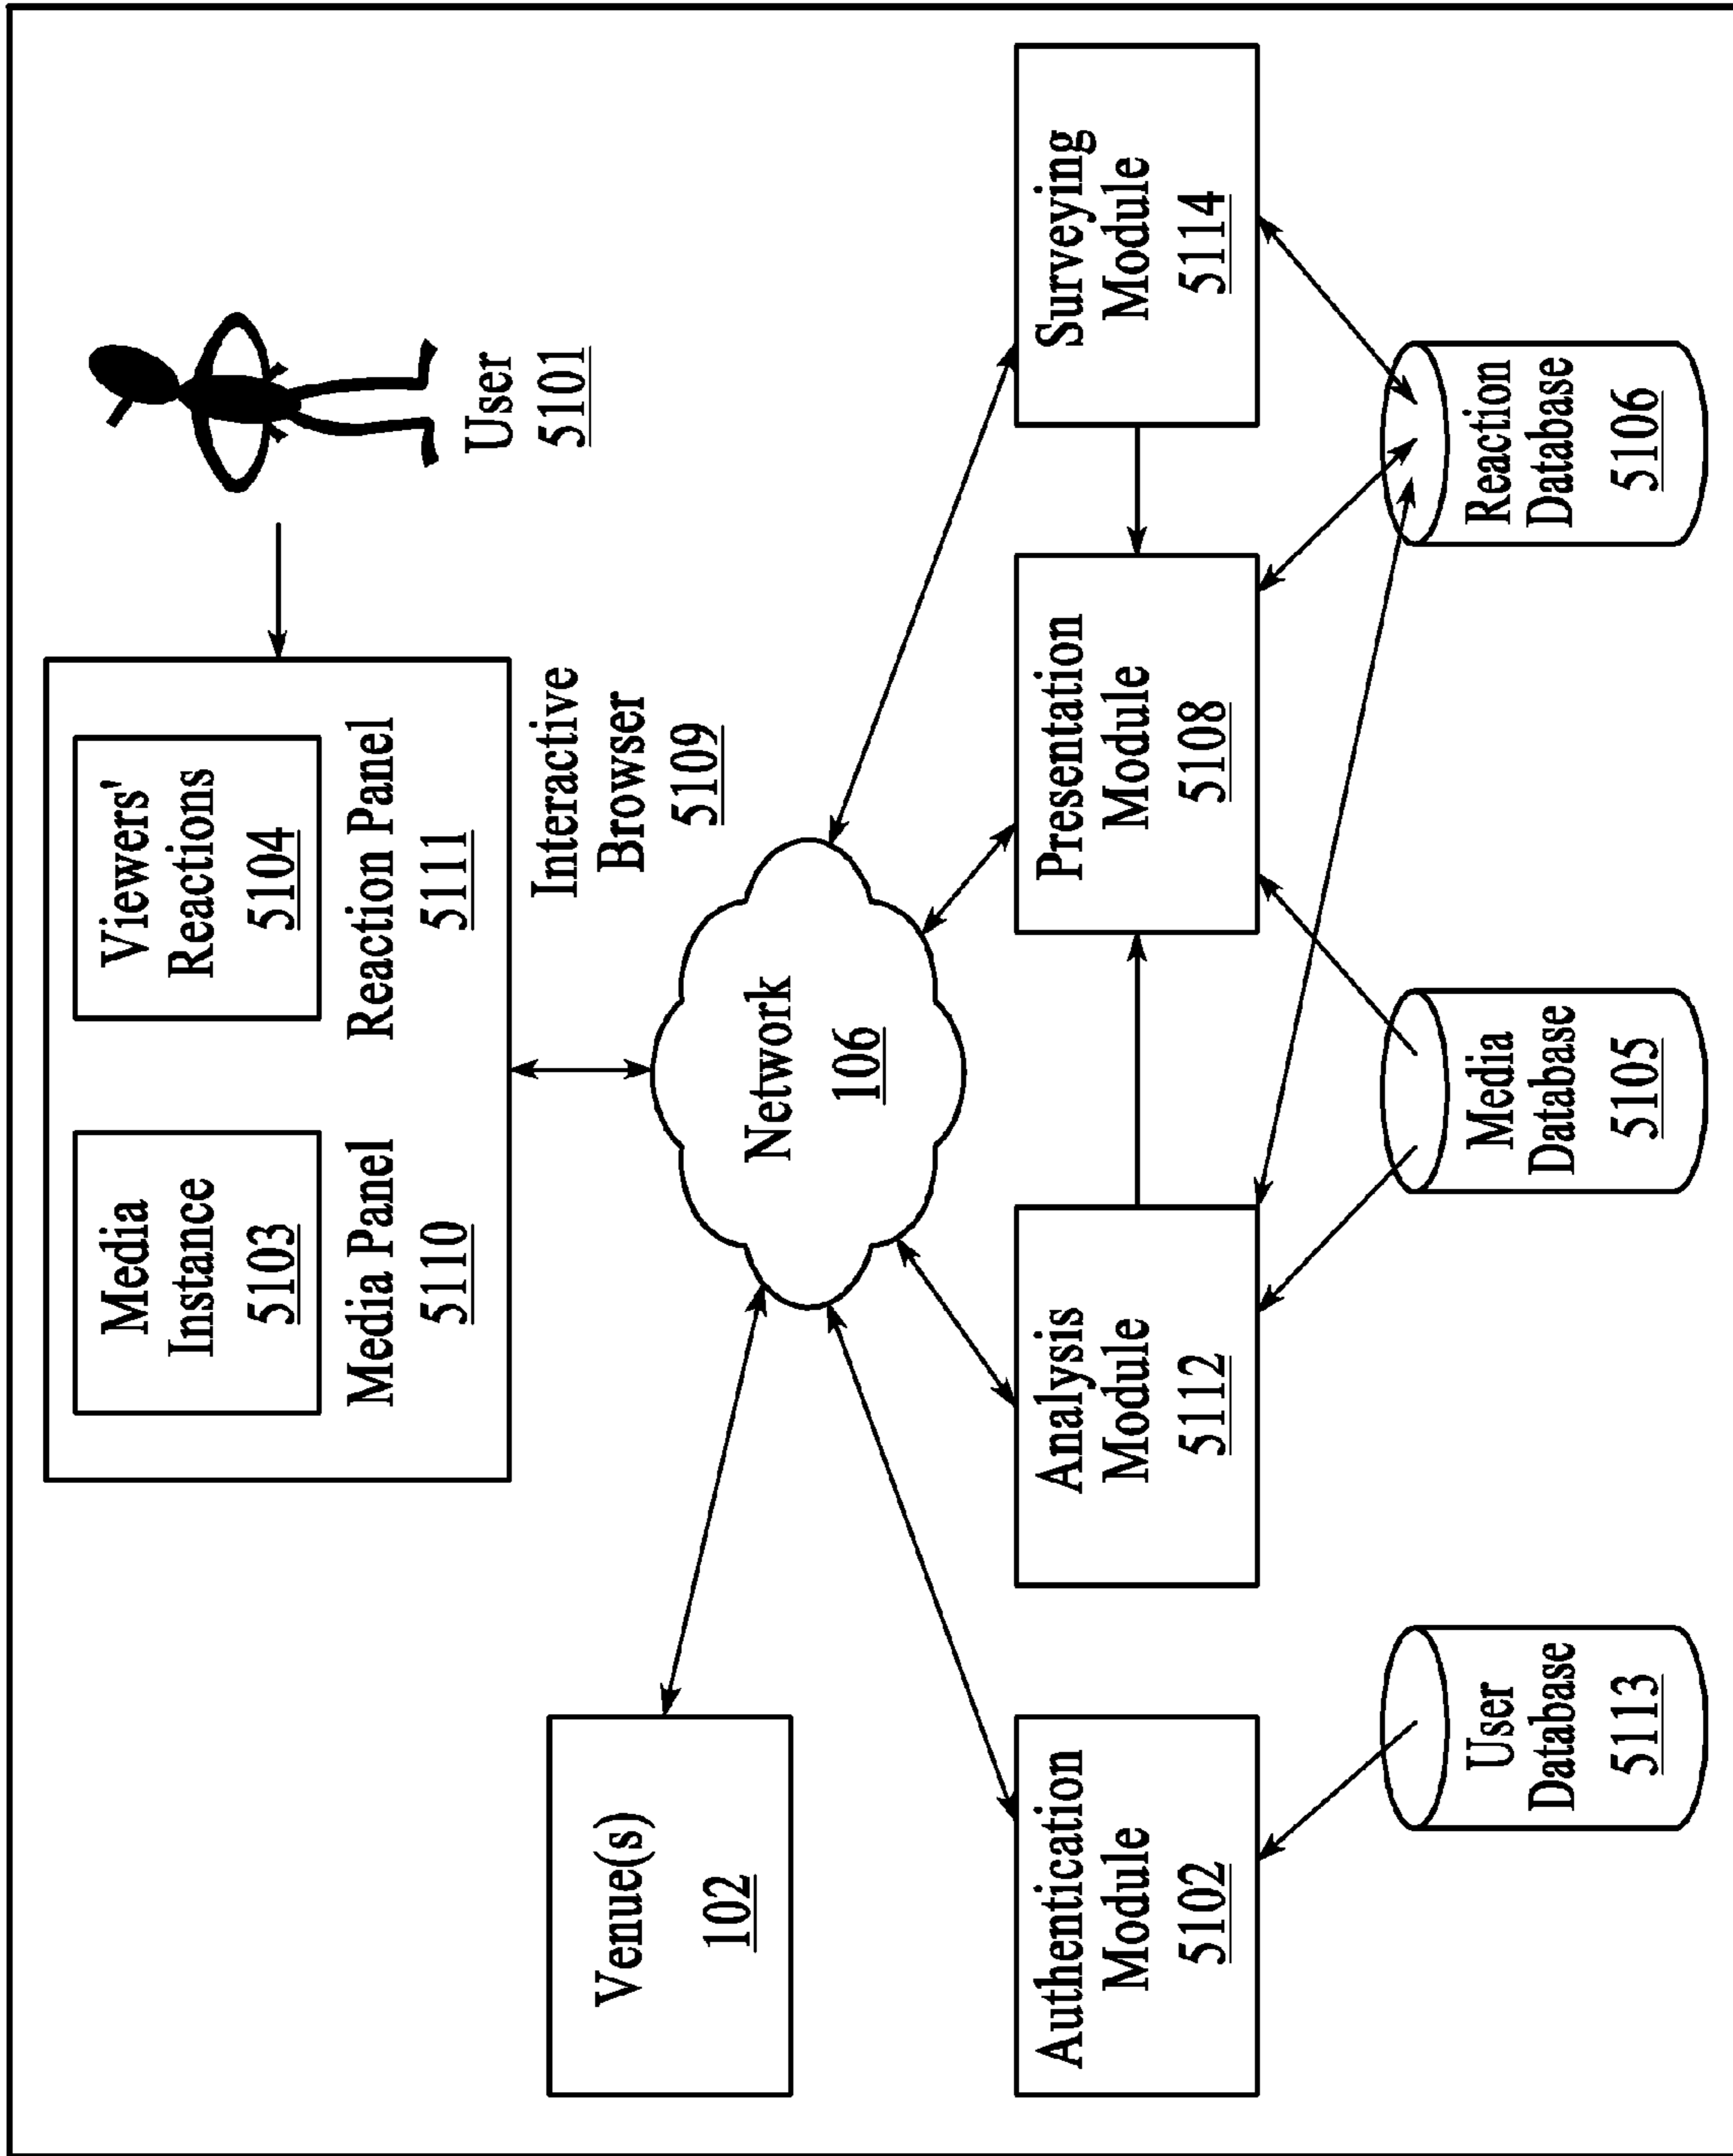 Media
Instance
5103
Media Panel
5110
Viewers'
Reactions
5104
Reaction Panel
5111
User
5101
Interactive
Browser
5109
Venue(s)
102
Network
106
Authentication
Module
5102
Analysis
Module
5112
Presentation
Module
5108
Surveying
Module
5114
User
Database
5113
Media
Database
5105
Reaction
Database
5106